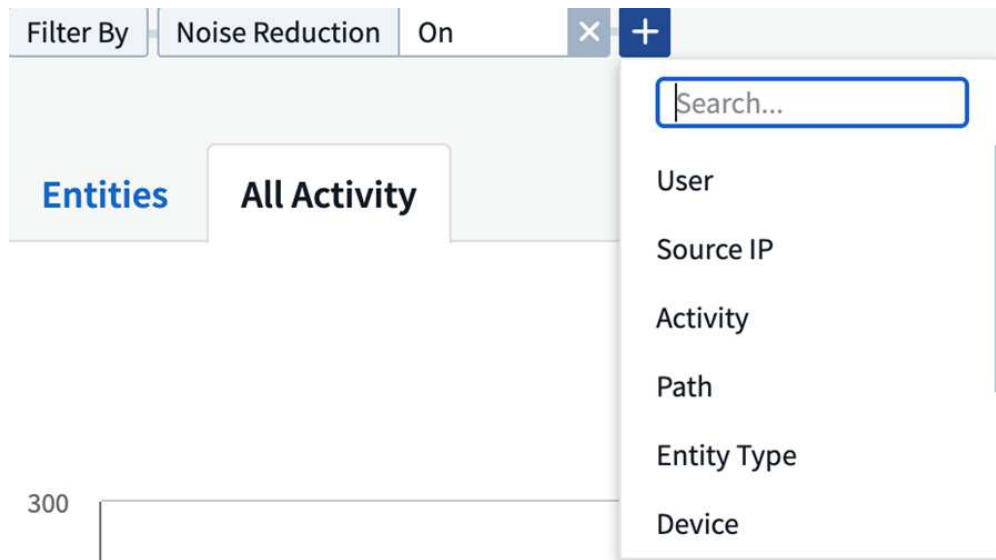 Filter By Noise Reduction On ✕ +
Search...
User
Entities All Activity
Source IP
Activity
Path
Entity Type
Device
300